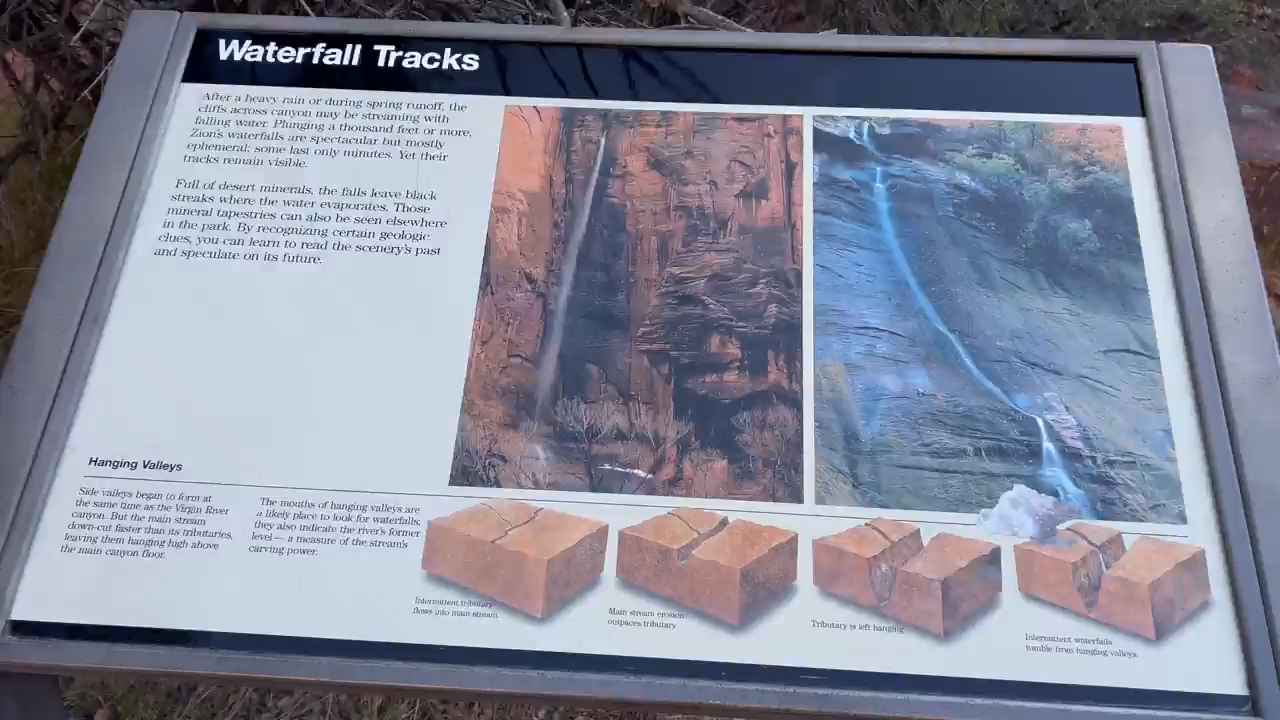 Waterfall Tracks
After a heavy rain or during spring runoff, the
cliffs across canyon may be streaming with
falling water. Plunging a thousand feet or more,
Zion's waterfalls are spectacular but mostly
ephemeral; some last only minutes. Yet their
tracks remain visible.
Full of desert minerals, the falls leave black
streaks where the water evaporates. Those
mineral tapestries can also be seen elsewhere
in the park. By recognizing certain geologic
clues, you can learn to read the scenery's past
and speculate on its future.
Hanging Valleys
Side valleys began to form at
the same time as the Virgin River
canyon. But the main stream
down-cut faster than its tributaries,
leaving them hanging high above
the main canyon floor.
The mouths of hanging valleys are
a likely place to look for waterfalls;
they also indicate the river's former
level — a measure of the stream's
carving power.
Intermittent tributary
flows into main stream.
Main stream erosion
outpaces tributary.
Tributary is left hanging.
Intermittent waterfalls
tumble from hanging valleys.